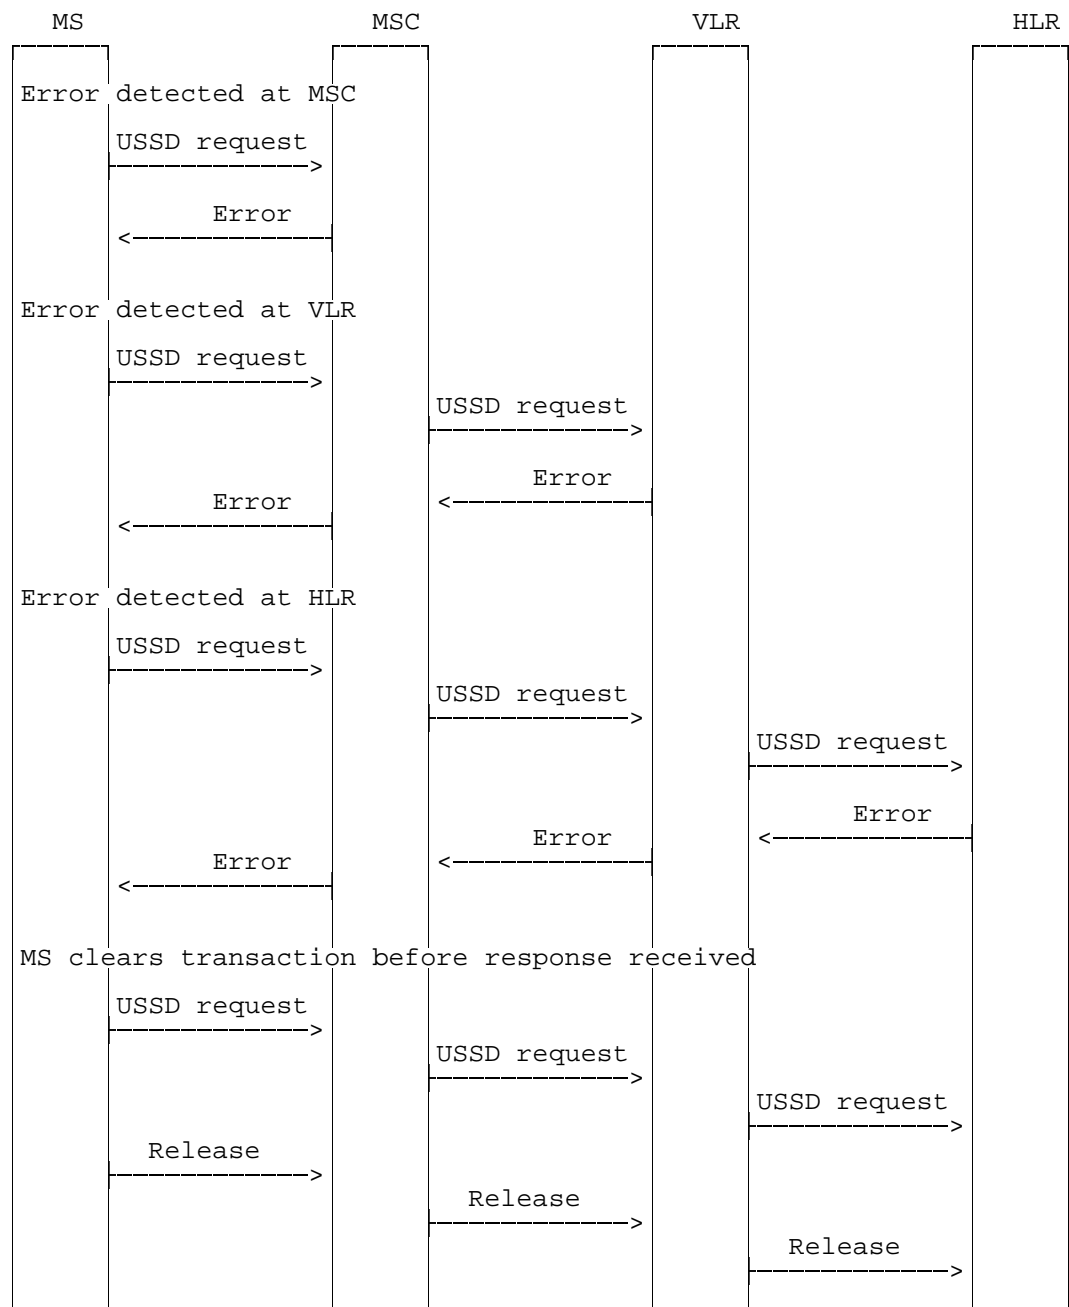 MS MSC VLR HLR
Error detected at MSC
USSD request
Error
Error detected at VLR
USSD request
USSD request
Error
Error
Error detected at HLR
USSD request
USSD request
USSD request
Error
Error
Error
MS clears transaction before response received
USSD request
USSD request
USSD request
Release
Release
Release